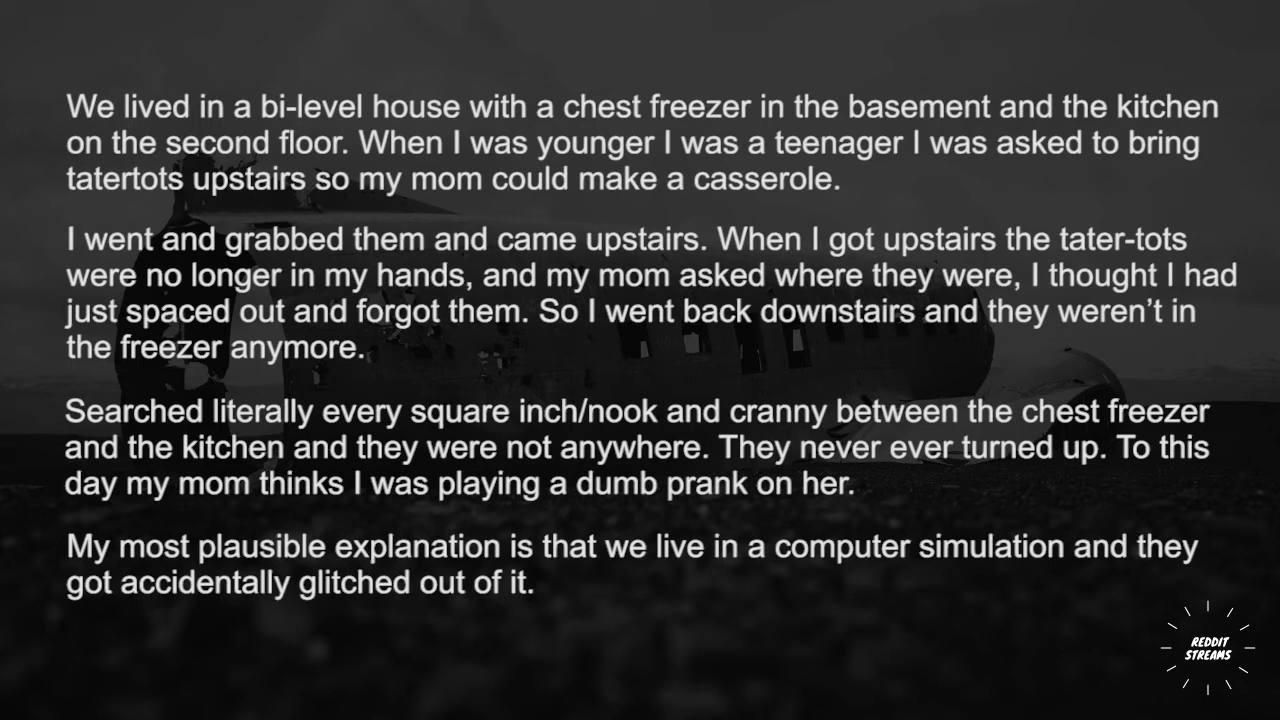 We lived in a bi-level house with a chest freezer in the basement and the kitchen
on the second floor. When I was younger I was a teenager I was asked to bring
tatertots upstairs so my mom could make a casserole.
I went and grabbed them and came upstairs. When I got upstairs the tater-tots
were no longer in my hands, and my mom asked where they were, I thought I had
just spaced out and forgot them. So I went back downstairs and they weren’t in
the freezer anymore.
Searched literally every square inch/nook and cranny between the chest freezer
and the kitchen and they were not anywhere. They never ever turned up. To this
day my mom thinks I was playing a dumb prank on her.
My most plausible explanation is that we live in a computer simulation and they
got accidentally glitched out of it.
REDDIT
STREAMS